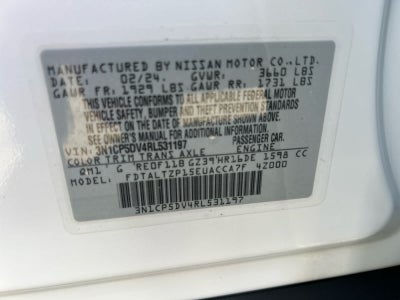 MANUFACTURED BY NISSAN MOTOR CO.,LTD.
02/24. GVWR: 3660 LBS
GAWR FR: 1929 LBS GAWR RR: 1731 LBS
THIS VEHICLE CONFORMS TO ALL APPLICABLE FEDERAL MOTOR
VEHICLE SAFETY, BUMPER AND THEFT PREVENTION STANDARDS
IN EFFECT ON THE DATE OF MANUFACTURE SHOWN ABOVE.
SEE OWNER'S MANUAL FOR ADDITIONAL
VIN: 3N1CP5DV4RL531197 PASSENGER CAR.
COLOR TRIM TRANS AXLE ENGINE
QM1 G RE0F11B GZ39 HR16DE 1598 CC
MODEL: FDTALTZP15EUACCA7F 4Z000
3N1CP5DV4RL531197